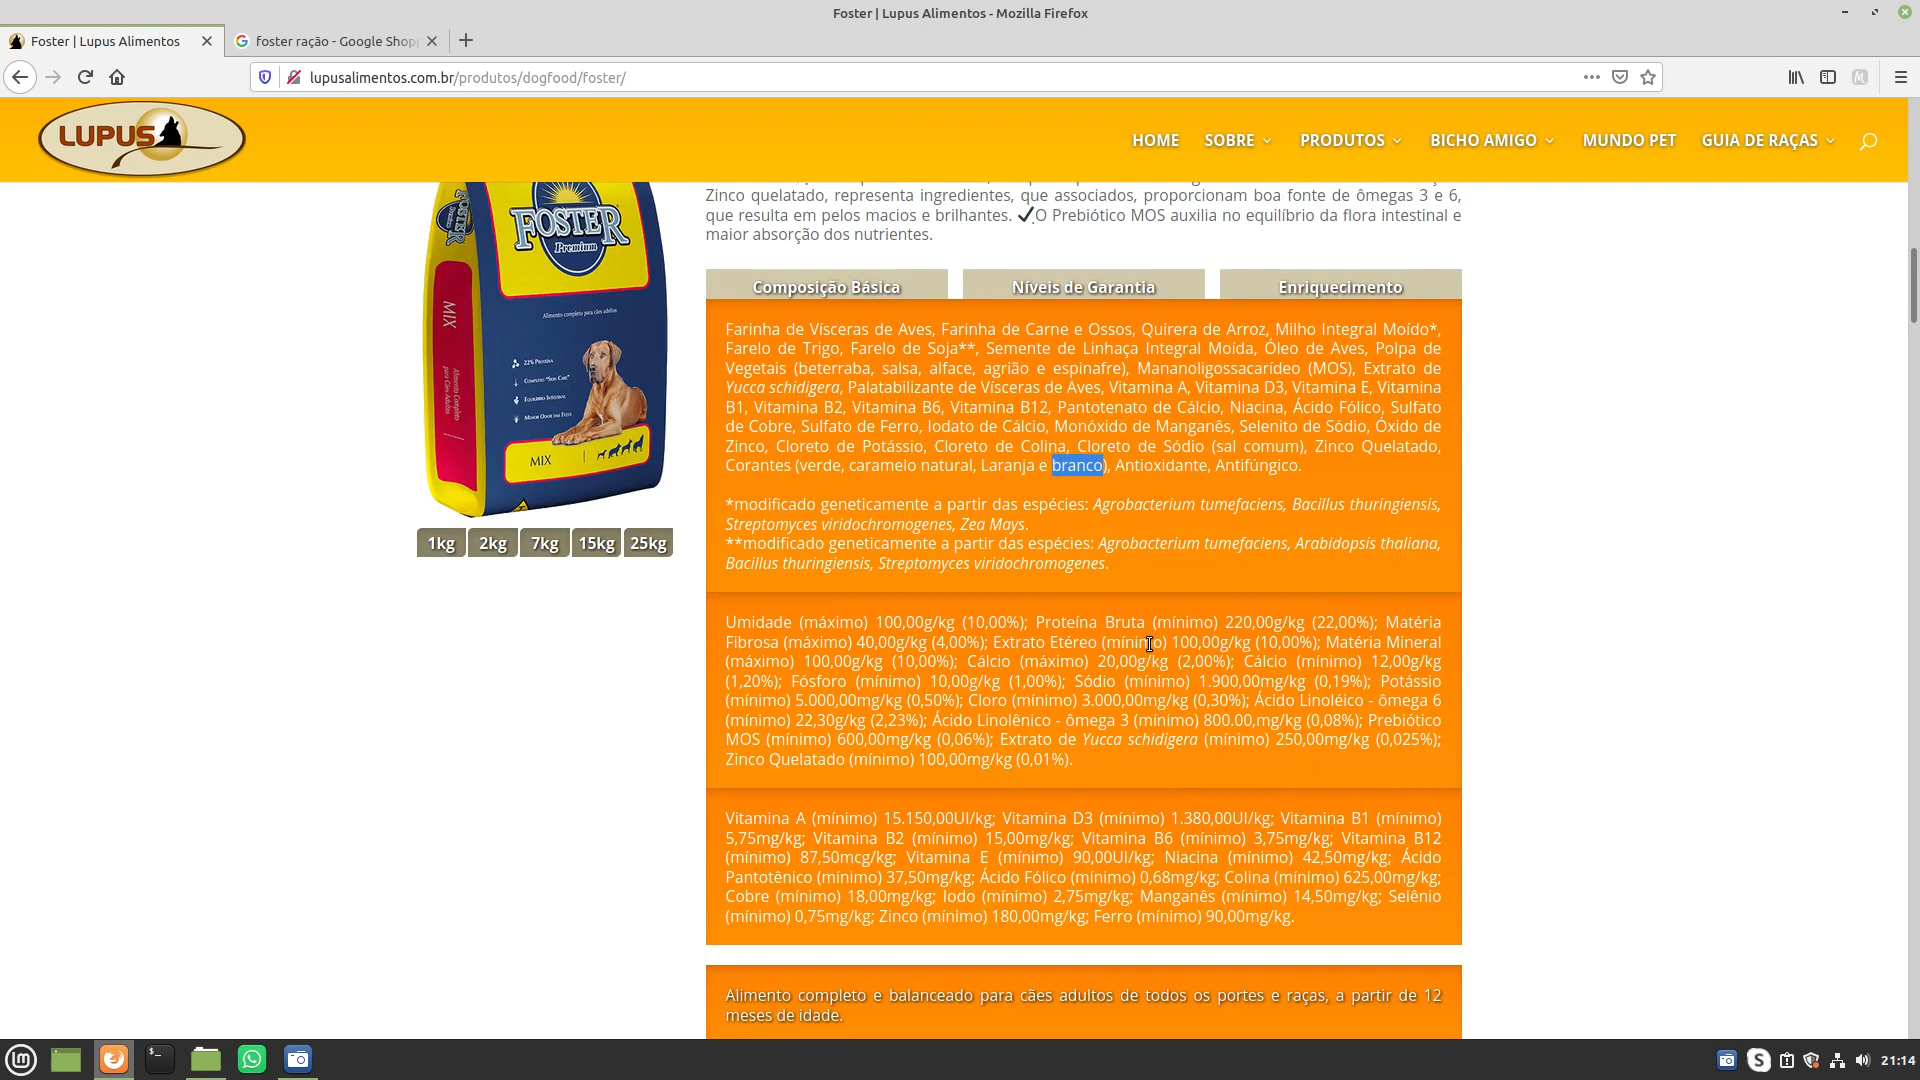 Foster | Lupus Alimentos - Mozilla Firefox
Foster | Lupus Alimentos
foster ração - Google Shop
lupusalimentos.com.br/produtos/dogfood/foster/
LUPUS
HOME SOBRE PRODUTOS BICHO AMIGO MUNDO PET GUIA DE RAÇAS
Zinco quelatado, representa ingredientes, que associados, proporcionam boa fonte de ômegas 3 e 6,
que resulta em pelos macios e brilhantes. ✓O Prebiótico MOS auxilia no equilíbrio da flora intestinal e
maior absorção dos nutrientes.
FOSTER
Premium
FOSTER
MIX
Alimento Completo
para Cães Adultos
Alimento completo para cães adultos
22% Proteína
Complexo "Skin Care"
Equilíbrio Intestinal
Menor Odor das Fezes
MIX
1kg 2kg 7kg 15kg 25kg
Composição Básica Níveis de Garantia Enriquecimento
Farinha de Vísceras de Aves, Farinha de Carne e Ossos, Quirera de Arroz, Milho Integral Moído*,
Farelo de Trigo, Farelo de Soja**, Semente de Linhaça Integral Moída, Óleo de Aves, Polpa de
Vegetais (beterraba, salsa, alface, agrião e espinafre), Mananoligossacarídeo (MOS), Extrato de
Yucca schidigera, Palatabilizante de Vísceras de Aves, Vitamina A, Vitamina D3, Vitamina E, Vitamina
B1, Vitamina B2, Vitamina B6, Vitamina B12, Pantotenato de Cálcio, Niacina, Ácido Fólico, Sulfato
de Cobre, Sulfato de Ferro, Iodato de Cálcio, Monóxido de Manganês, Selenito de Sódio, Óxido de
Zinco, Cloreto de Potássio, Cloreto de Colina, Cloreto de Sódio (sal comum), Zinco Quelatado,
Corantes (verde, caramelo natural, Laranja e branco), Antioxidante, Antifúngico.
*modificado geneticamente a partir das espécies: Agrobacterium tumefaciens, Bacillus thuringiensis,
Streptomyces viridochromogenes, Zea Mays.
**modificado geneticamente a partir das espécies: Agrobacterium tumefaciens, Arabidopsis thaliana,
Bacillus thuringiensis, Streptomyces viridochromogenes.
Umidade (máximo) 100,00g/kg (10,00%); Proteína Bruta (mínimo) 220,00g/kg (22,00%); Matéria
Fibrosa (máximo) 40,00g/kg (4,00%); Extrato Etéreo (mínimo) 100,00g/kg (10,00%); Matéria Mineral
(máximo) 100,00g/kg (10,00%); Cálcio (máximo) 20,00g/kg (2,00%); Cálcio (mínimo) 12,00g/kg
(1,20%); Fósforo (mínimo) 10,00g/kg (1,00%); Sódio (mínimo) 1.900,00mg/kg (0,19%); Potássio
(mínimo) 5.000,00mg/kg (0,50%); Cloro (mínimo) 3.000,00mg/kg (0,30%); Ácido Linoléico - ômega 6
(mínimo) 22,30g/kg (2,23%); Ácido Linolênico - ômega 3 (mínimo) 800.00,mg/kg (0,08%); Prebiótico
MOS (mínimo) 600,00mg/kg (0,06%); Extrato de Yucca schidigera (mínimo) 250,00mg/kg (0,025%);
Zinco Quelatado (mínimo) 100,00mg/kg (0,01%).
Vitamina A (mínimo) 15.150,00UI/kg; Vitamina D3 (mínimo) 1.380,00UI/kg; Vitamina B1 (mínimo)
5,75mg/kg; Vitamina B2 (mínimo) 15,00mg/kg; Vitamina B6 (mínimo) 3,75mg/kg; Vitamina B12
(mínimo) 87,50mcg/kg; Vitamina E (mínimo) 90,00UI/kg; Niacina (mínimo) 42,50mg/kg; Ácido
Pantotênico (mínimo) 37,50mg/kg; Ácido Fólico (mínimo) 0,68mg/kg; Colina (mínimo) 625,00mg/kg;
Cobre (mínimo) 18,00mg/kg; Iodo (mínimo) 2,75mg/kg; Manganês (mínimo) 14,50mg/kg; Selênio
(mínimo) 0,75mg/kg; Zinco (mínimo) 180,00mg/kg; Ferro (mínimo) 90,00mg/kg.
Alimento completo e balanceado para cães adultos de todos os portes e raças, a partir de 12
meses de idade.
21:14